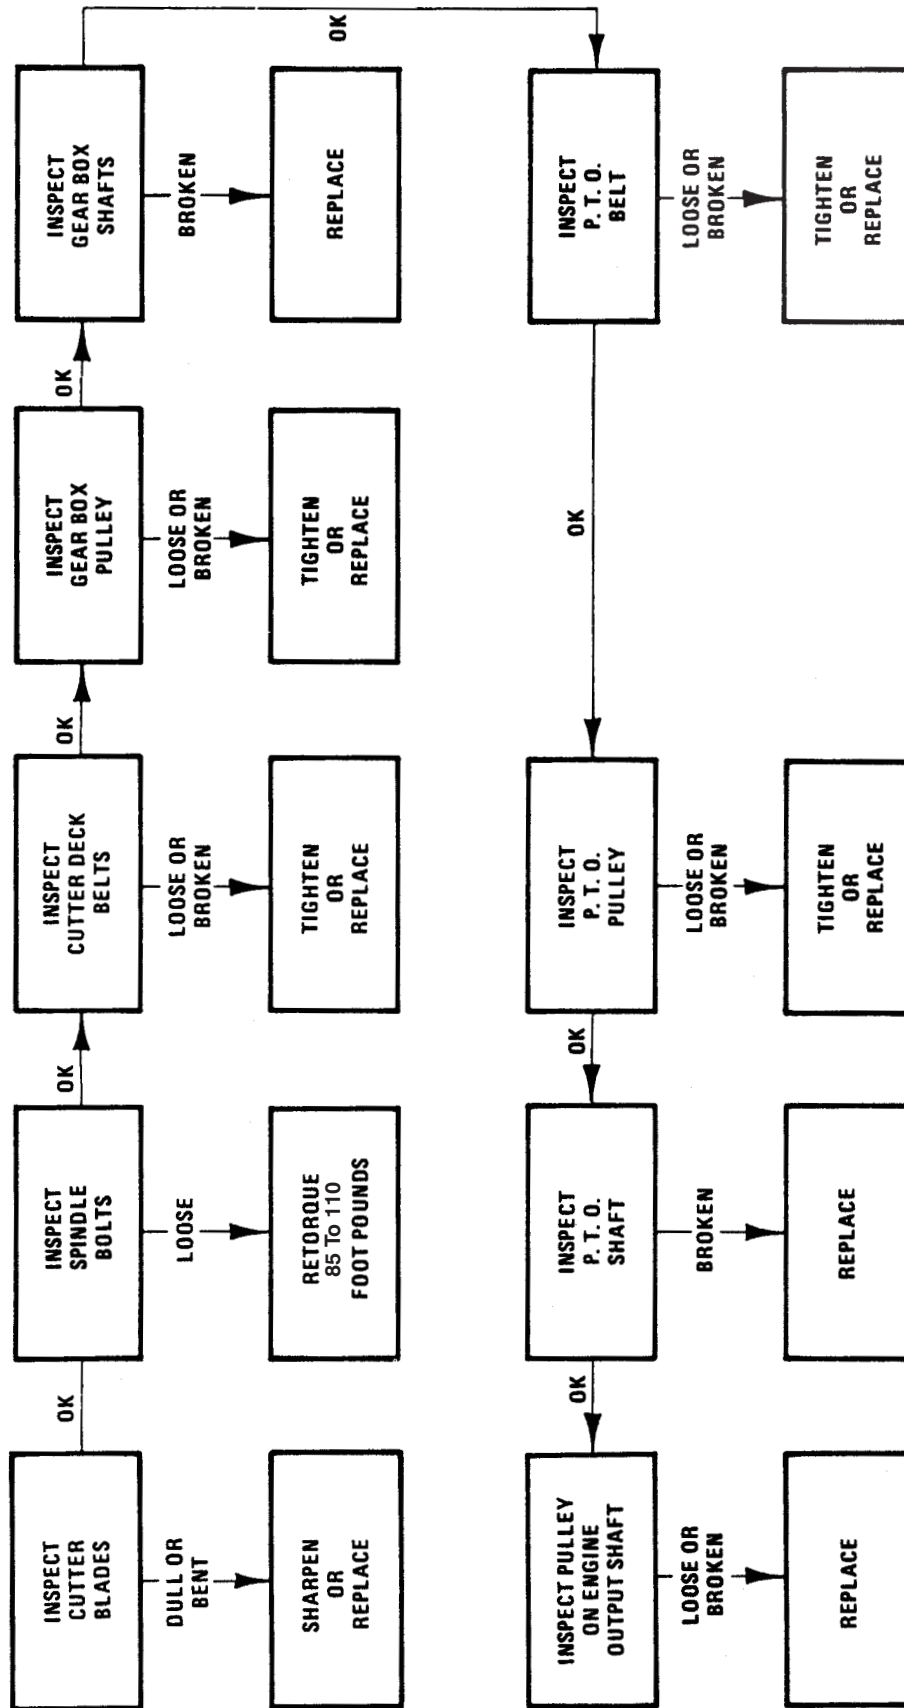 INSPECT
CUTTER
BLADES
OK
INSPECT
SPINDLE
BOLTS
OK
INSPECT
CUTTER DECK
BELTS
OK
INSPECT
GEAR BOX
PULLEY
OK
INSPECT
GEAR BOX
SHAFTS
OK
DULL OR
BENT
LOOSE
LOOSE OR
BROKEN
LOOSE OR
BROKEN
BROKEN
SHARPEN
OR
REPLACE
RETORQUE
85 To 110
FOOT POUNDS
TIGHTEN
OR
REPLACE
TIGHTEN
OR
REPLACE
REPLACE
INSPECT PULLEY
ON ENGINE
OUTPUT SHAFT
OK
INSPECT
P. T. O.
SHAFT
OK
INSPECT
P. T. O.
PULLEY
OK
INSPECT
P. T. O.
BELT
LOOSE OR
BROKEN
BROKEN
LOOSE OR
BROKEN
LOOSE OR
BROKEN
REPLACE
REPLACE
TIGHTEN
OR
REPLACE
TIGHTEN
OR
REPLACE